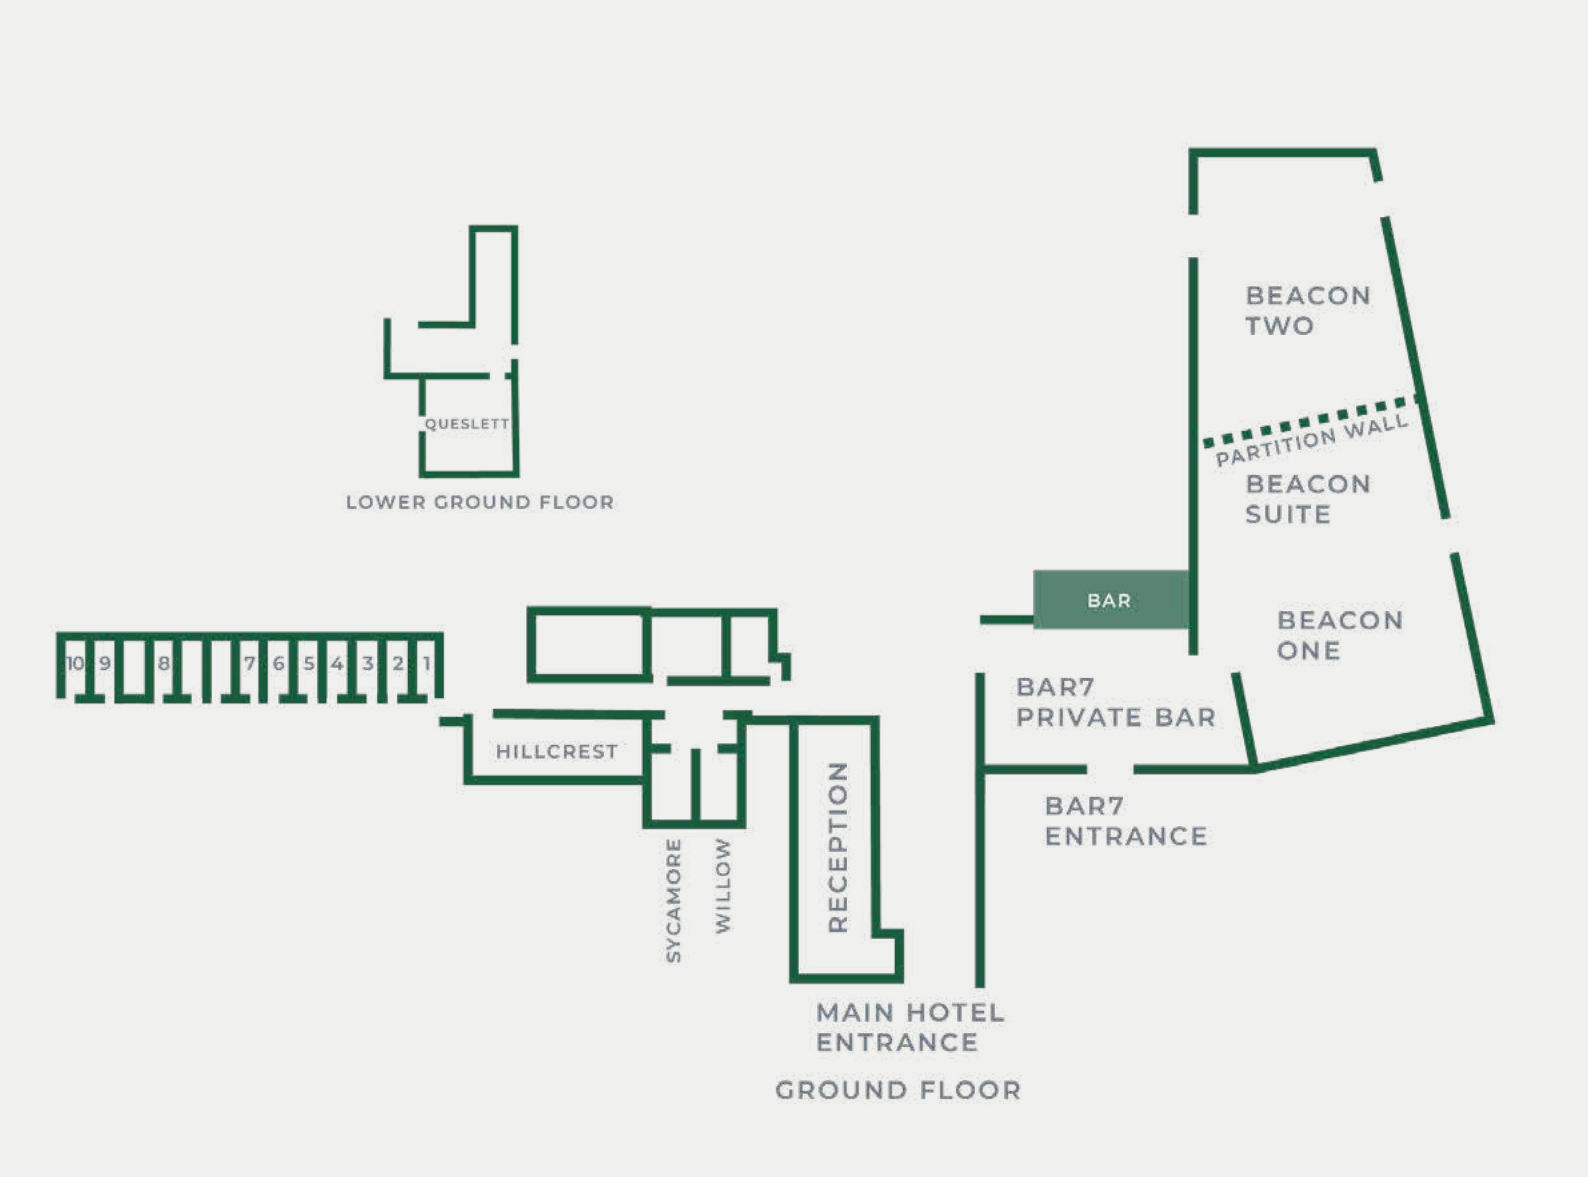 BEACON
TWO
PARTITION WALL
BEACON
SUITE
QUESLETT
LOWER GROUND FLOOR
BAR
BEACON
ONE
10 9 8 7 6 5 4 3 2 1
BAR7
PRIVATE BAR
HILLCREST
BAR7
ENTRANCE
SYCAMORE
WILLOW
RECEPTION
MAIN HOTEL
ENTRANCE
GROUND FLOOR